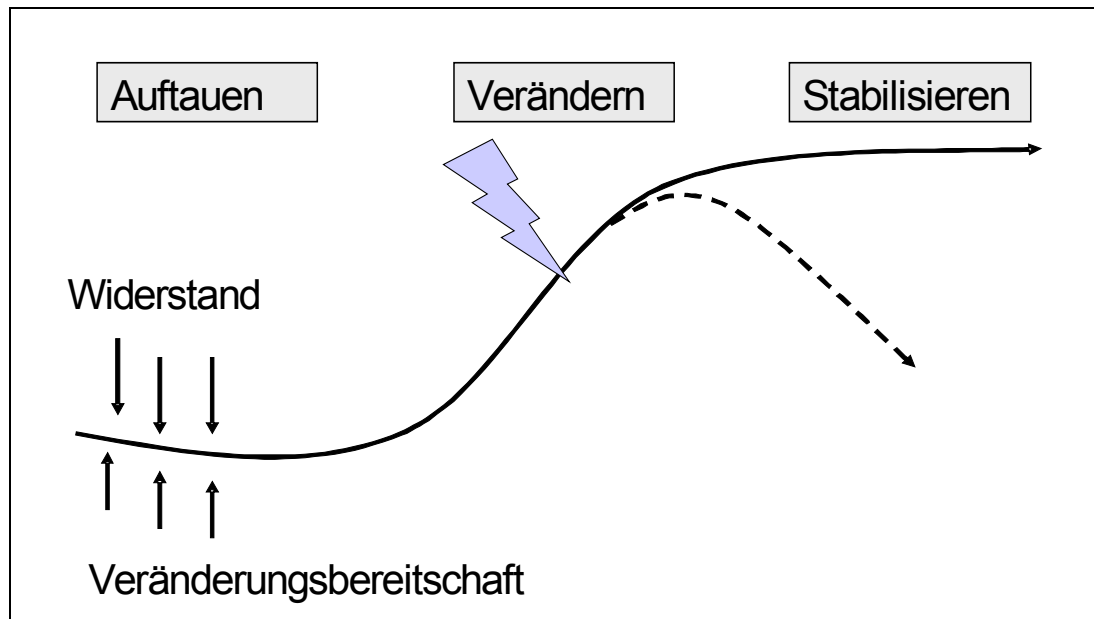 Auftauen
Verändern
Stabilisieren
Widerstand
Veränderungsbereitschaft